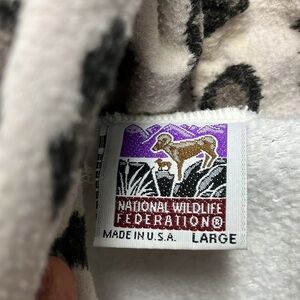 NATIONAL WILDLIFE
FEDERATION®
MADE IN U.S.A. LARGE